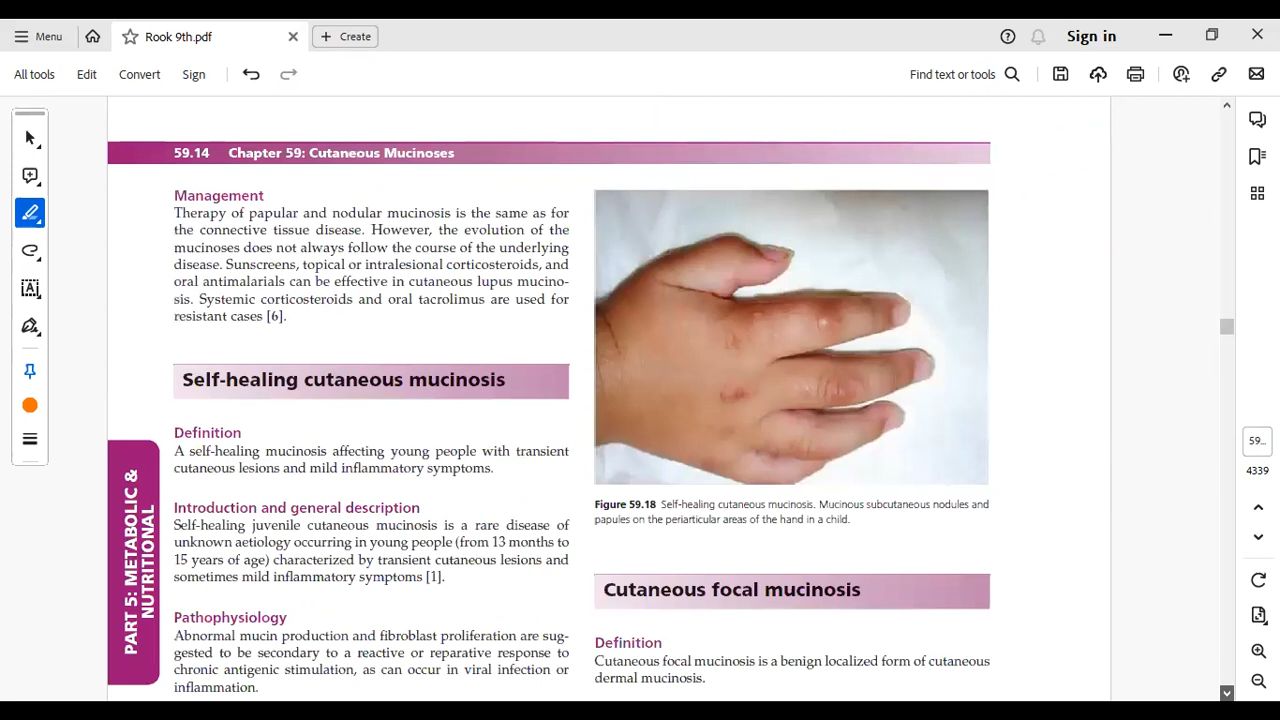 Menu
Rook 9th.pdf
Create
Sign in
All tools
Edit
Convert
Sign
Find text or tools
59.14 Chapter 59: Cutaneous Mucinoses
Management
Therapy of papular and nodular mucinosis is the same as for
the connective tissue disease. However, the evolution of the
mucinoses does not always follow the course of the underlying
disease. Sunscreens, topical or intralesional corticosteroids, and
oral antimalarials can be effective in cutaneous lupus mucino-
sis. Systemic corticosteroids and oral tacrolimus are used for
resistant cases [6].
Self-healing cutaneous mucinosis
Definition
A self-healing mucinosis affecting young people with transient
cutaneous lesions and mild inflammatory symptoms.
Introduction and general description
Self-healing juvenile cutaneous mucinosis is a rare disease of
unknown aetiology occurring in young people (from 13 months to
15 years of age) characterized by transient cutaneous lesions and
sometimes mild inflammatory symptoms [1].
Pathophysiology
Abnormal mucin production and fibroblast proliferation are sug-
gested to be secondary to a reactive or reparative response to
chronic antigenic stimulation, as can occur in viral infection or
inflammation.
PART 5: METABOLIC &
NUTRITIONAL
Figure 59.18 Self-healing cutaneous mucinosis. Mucinous subcutaneous nodules and
papules on the periarticular areas of the hand in a child.
Cutaneous focal mucinosis
Definition
Cutaneous focal mucinosis is a benign localized form of cutaneous
dermal mucinosis.
59...
4339